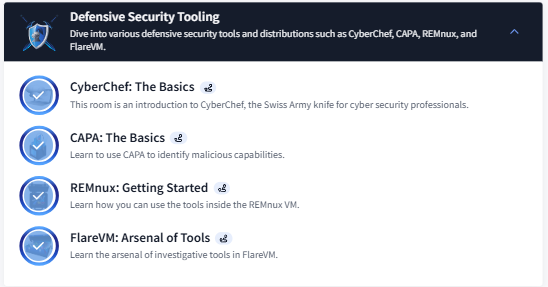 Defensive Security Tooling
Dive into various defensive security tools and distributions such as CyberChef, CAPA, REMnux, and
FlareVM.
CyberChef: The Basics
This room is an introduction to CyberChef, the Swiss Army knife for cyber security professionals.
CAPA: The Basics
Learn to use CAPA to identify malicious capabilities.
REMnux: Getting Started
Learn how you can use the tools inside the REMnux VM.
FlareVM: Arsenal of Tools
Learn the arsenal of investigative tools in FlareVM.